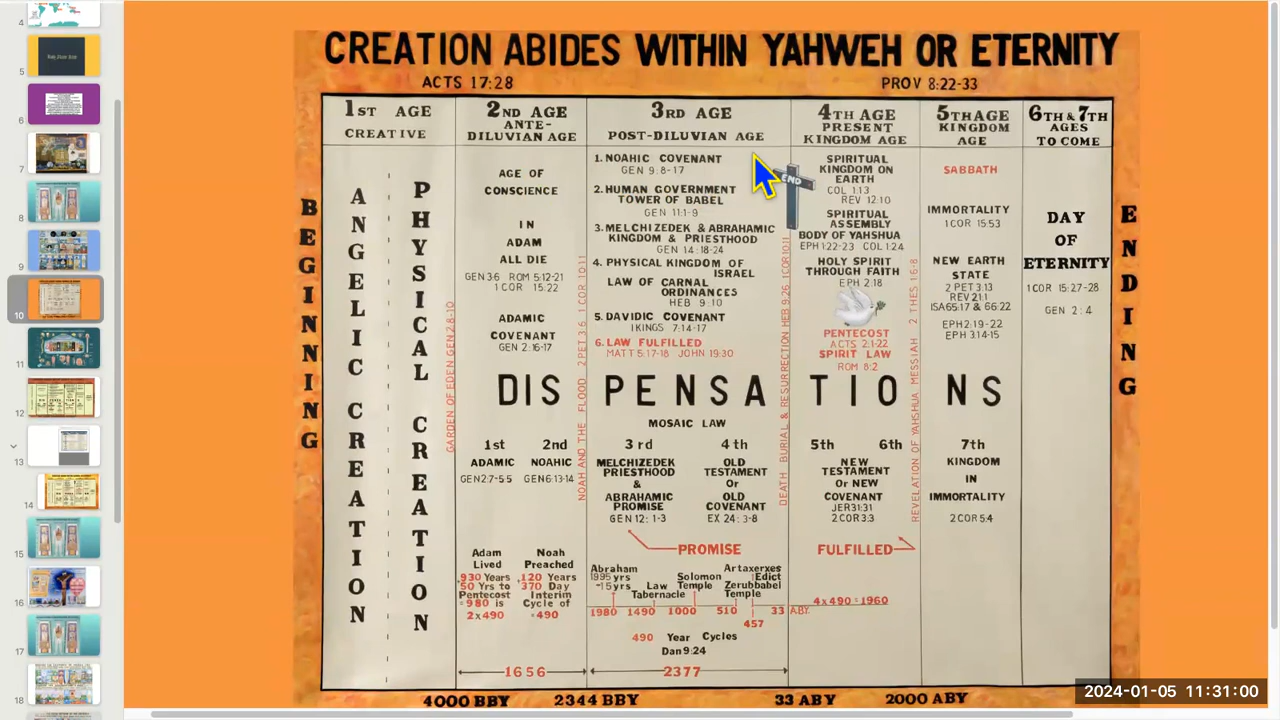 CREATION ABIDES WITHIN YAHWEH OR ETERNITY
ACTS 17:28
PROV 8:22-33
1ST AGE
CREATIVE
2ND AGE
ANTE-
DILUVIAN AGE
3RD AGE
POST-DILUVIAN AGE
4TH AGE
PRESENT
KINGDOM AGE
5TH AGE
KINGDOM
AGE
6TH & 7TH
AGES
TO COME
BEGINNING
ANGELIC CREATION
PHYSICAL CREATION
GARDEN OF EDEN GEN 2:8-10
AGE OF
CONSCIENCE
IN
ADAM
ALL DIE
GEN 3:6 ROM 5:12-21
1 COR 15:22
ADAMIC
COVENANT
GEN 2:16-17
NOAH AND THE FLOOD 2 PET 3:6 1 COR 10:11
1. NOAHIC COVENANT
GEN 9:8-17
2. HUMAN GOVERNMENT
TOWER OF BABEL
GEN 11:1-9
3. MELCHIZEDEK & ABRAHAMIC
KINGDOM & PRIESTHOOD
GEN 14:18-24
4. PHYSICAL KINGDOM OF
ISRAEL
LAW OF CARNAL
ORDINANCES
HEB 9:10
5. DAVIDIC COVENANT
1 KINGS 7:14-17
6. LAW FULFILLED
MATT 5:17-18 JOHN 19:30
END
DEATH BURIAL & RESURRECTION HEB 9:26 1 COR 10:11
SPIRITUAL
KINGDOM ON
EARTH
COL 1:13
REV 12:10
SPIRITUAL
ASSEMBLY
BODY OF YAHSHUA
EPH 1:22-23 COL 1:24
HOLY SPIRIT
THROUGH FAITH
EPH 2:18
PENTECOST
ACTS 2:1-22
SPIRIT LAW
ROM 8:2
REVELATION OF YAHSHUA MESSIAH 2 THES 1:6-8
SABBATH
IMMORTALITY
1 COR 15:53
NEW EARTH
STATE
2 PET 3:13
REV 21:1
ISA 65:17 & 66:22
EPH 2:19-22
EPH 3:14-15
DAY
OF
ETERNITY
1 COR 15:27-28
GEN 2:4
ENDING
DISPENSATIONS
MOSAIC LAW
1st 2nd 3rd 4th 5th 6th 7th
ADAMIC
GEN 2:7-5:5
NOAHIC
GEN 6:13-14
MELCHIZEDEK
PRIESTHOOD
&
ABRAHAMIC
PROMISE
GEN 12:1-3
OLD
TESTAMENT
Or
OLD
COVENANT
EX 24:3-8
NEW
TESTAMENT
or NEW
COVENANT
JER 31:31
2 COR 3:3
KINGDOM
IN
IMMORTALITY
2 COR 5:4
PROMISE
FULFILLED
Adam
Lived
930 Years
50 Yrs to
Pentecost
=980 is
2x490
Noah
Preached
120 Years
370 Day
Interim
Cycle of
=490
Abraham
1995 yrs
-15 yrs
Law
Tabernacle
Solomon
Temple
Artaxerxes
Edict
Zerubbabel
Temple
1980 1490 1000 510 33 A.B.Y.
457
4x490=1960
490 Year Cycles
Dan 9:24
1656
2377
4000 BBY 2344 BBY 33 ABY 2000 ABY
2024-01-05 11:31:00
4
5
6
7
8
9
10
11
12
13
14
15
16
17
18